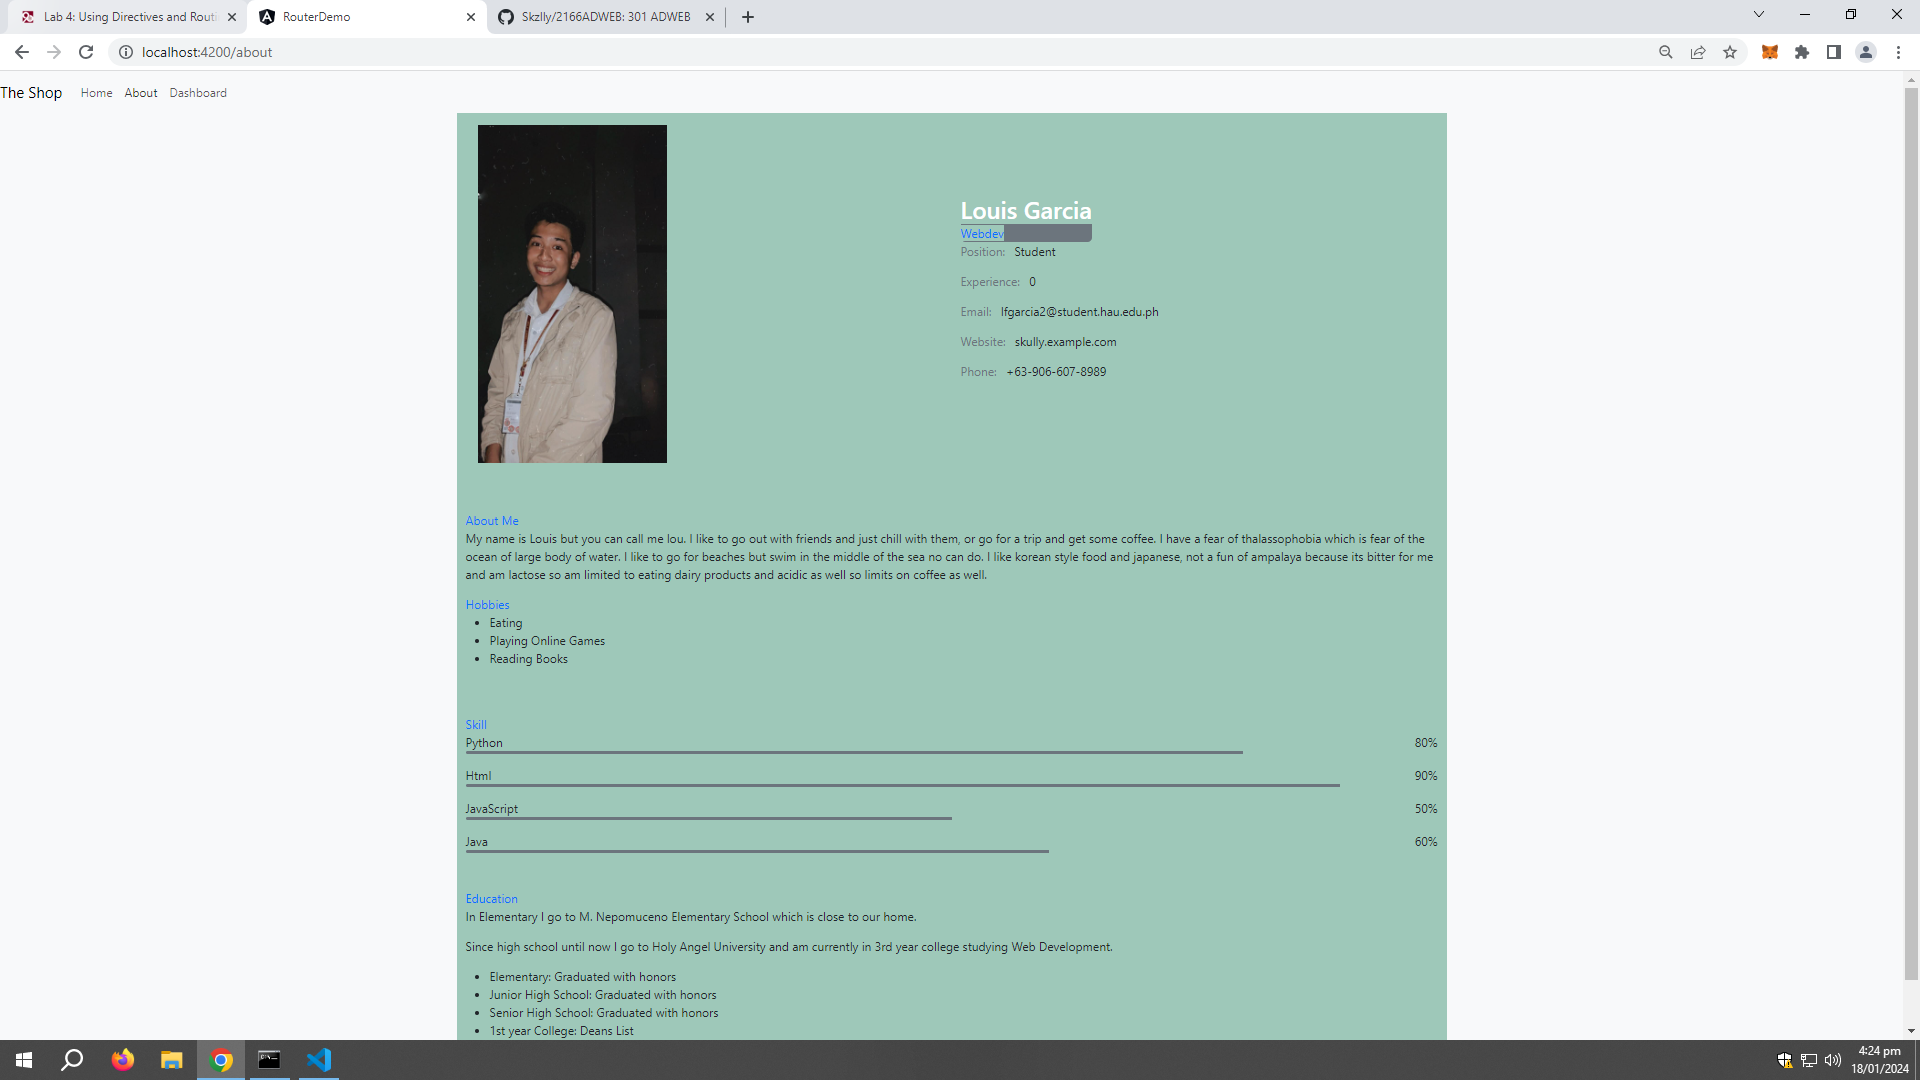 Lab 4: Using Directives and Routi
RouterDemo
Skzlly/2166ADWEB: 301 ADWEB
localhost:4200/about
The Shop Home About Dashboard
Louis Garcia
Webdev
Position: Student
Experience: 0
Email: lfgarcia2@student.hau.edu.ph
Website: skully.example.com
Phone: +63-906-607-8989
About Me
My name is Louis but you can call me lou. I like to go out with friends and just chill with them, or go for a trip and get some coffee. I have a fear of thalassophobia which is fear of the
ocean of large body of water. I like to go for beaches but swim in the middle of the sea no can do. I like korean style food and japanese, not a fun of ampalaya because its bitter for me
and am lactose so am limited to eating dairy products and acidic as well so limits on coffee as well.
Hobbies
Eating
Playing Online Games
Reading Books
Skill
Python 80%
Html 90%
JavaScript 50%
Java 60%
Education
In Elementary I go to M. Nepomuceno Elementary School which is close to our home.
Since high school until now I go to Holy Angel University and am currently in 3rd year college studying Web Development.
Elementary: Graduated with honors
Junior High School: Graduated with honors
Senior High School: Graduated with honors
1st year College: Deans List
4:24 pm
18/01/2024